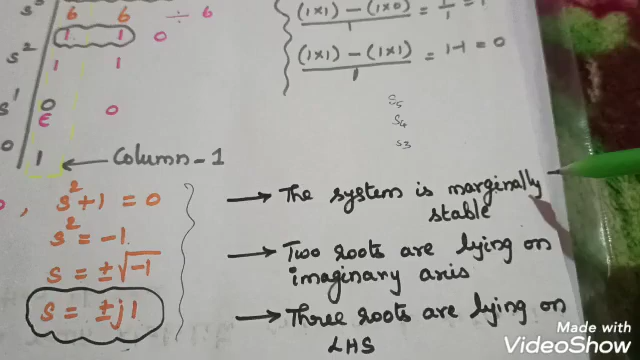 s³ 6 6 ÷ 6
1 1 0
s² 1 1
s¹ 0 0
ε
0 1 ← Column-1
(1×1) - (1×0) / 1 = 1/1 = 1
(1×1) - (1×1) / 1 = 1-1 = 0
S5
S4
S3
, s²+1 = 0
s² = -1
s = ±√-1
s = ±j1
→ The system is marginally
stable
→ Two roots are lying on
imaginary axis
→ Three roots are lying on
LHS
Made with
VideoShow